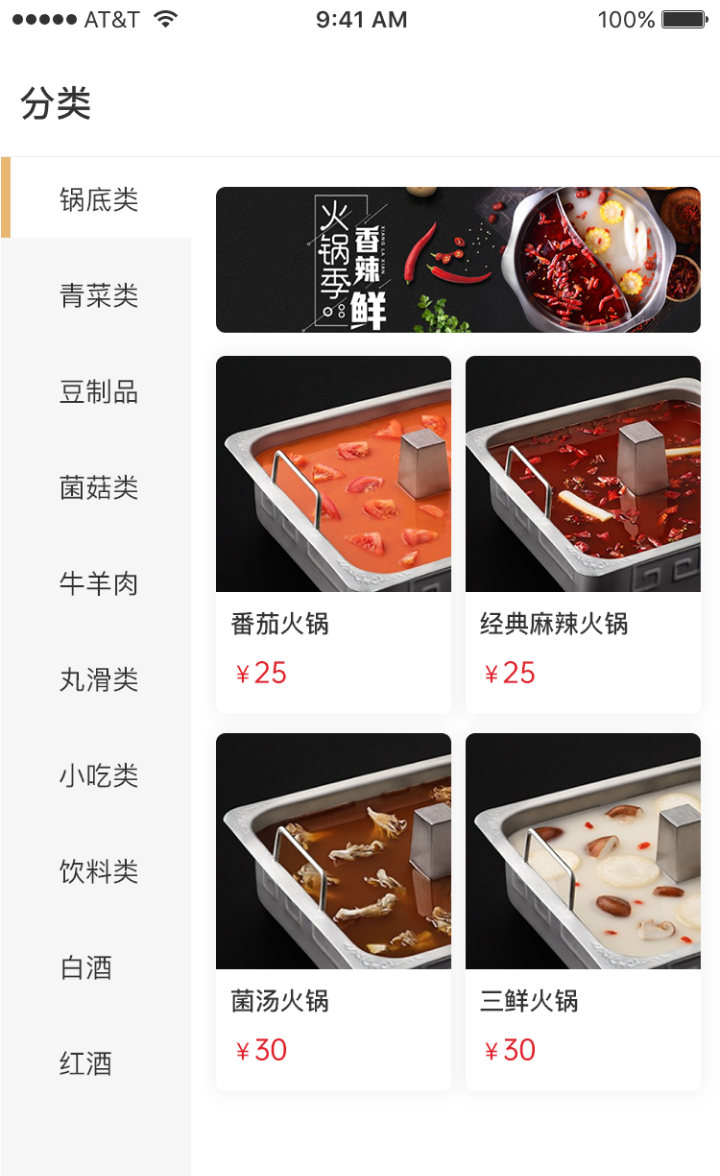 AT&T
9:41 AM
100%
分类
锅底类
青菜类
豆制品
菌菇类
牛羊肉
丸滑类
小吃类
饮料类
白酒
红酒
火锅季
香辣鲜
XIANG LA XIAN
番茄火锅
¥25
经典麻辣火锅
¥25
菌汤火锅
¥30
三鲜火锅
¥30